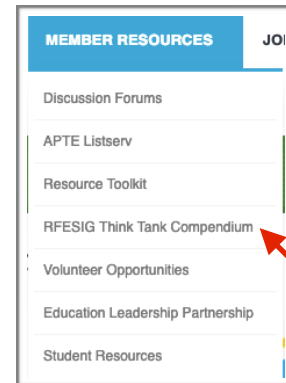 MEMBER RESOURCES
Discussion Forums
APTE Listserv
Resource Toolkit
RFESIG Think Tank Compendium
Volunteer Opportunities
Education Leadership Partnership
Student Resources